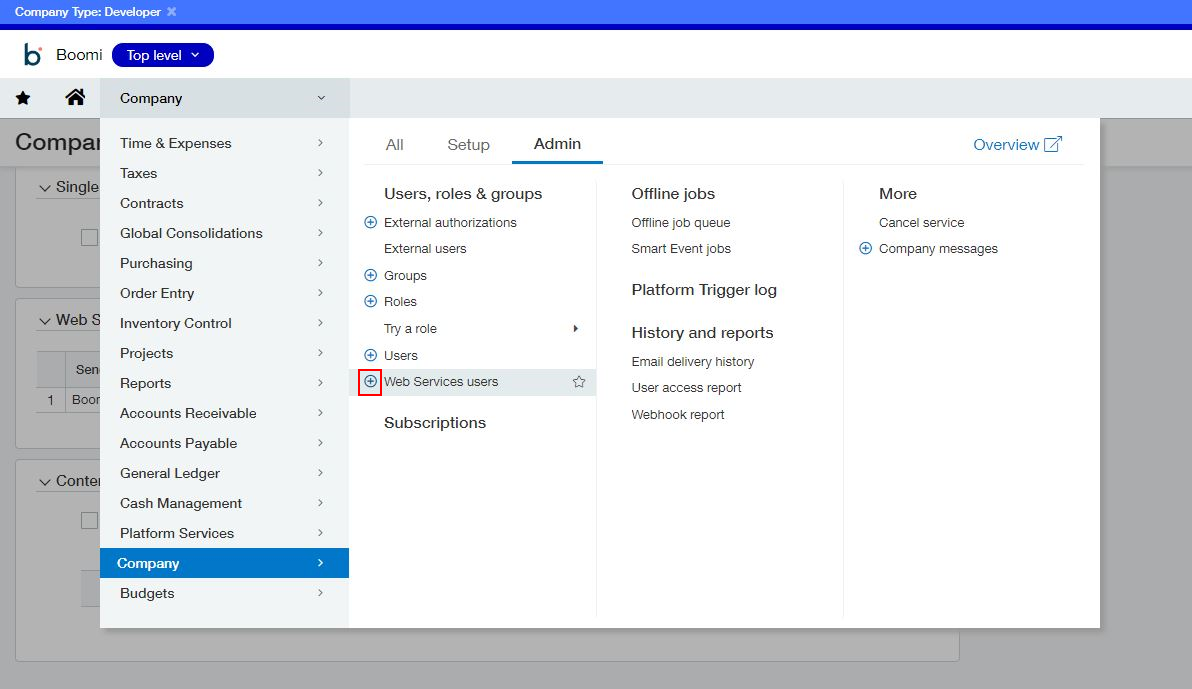 Company Type: Developer
Boomi
Top level
Company
Compan
Time & Expenses
Taxes
Contracts
Global Consolidations
Purchasing
Order Entry
Inventory Control
Projects
Reports
Accounts Receivable
Accounts Payable
General Ledger
Cash Management
Platform Services
Company
Budgets
Single
Web S
Sen
1 Boor
Conter
All Setup Admin
Overview
Users, roles & groups
External authorizations
External users
Groups
Roles
Try a role
Users
Web Services users
Subscriptions
Offline jobs
Offline job queue
Smart Event jobs
Platform Trigger log
History and reports
Email delivery history
User access report
Webhook report
More
Cancel service
Company messages